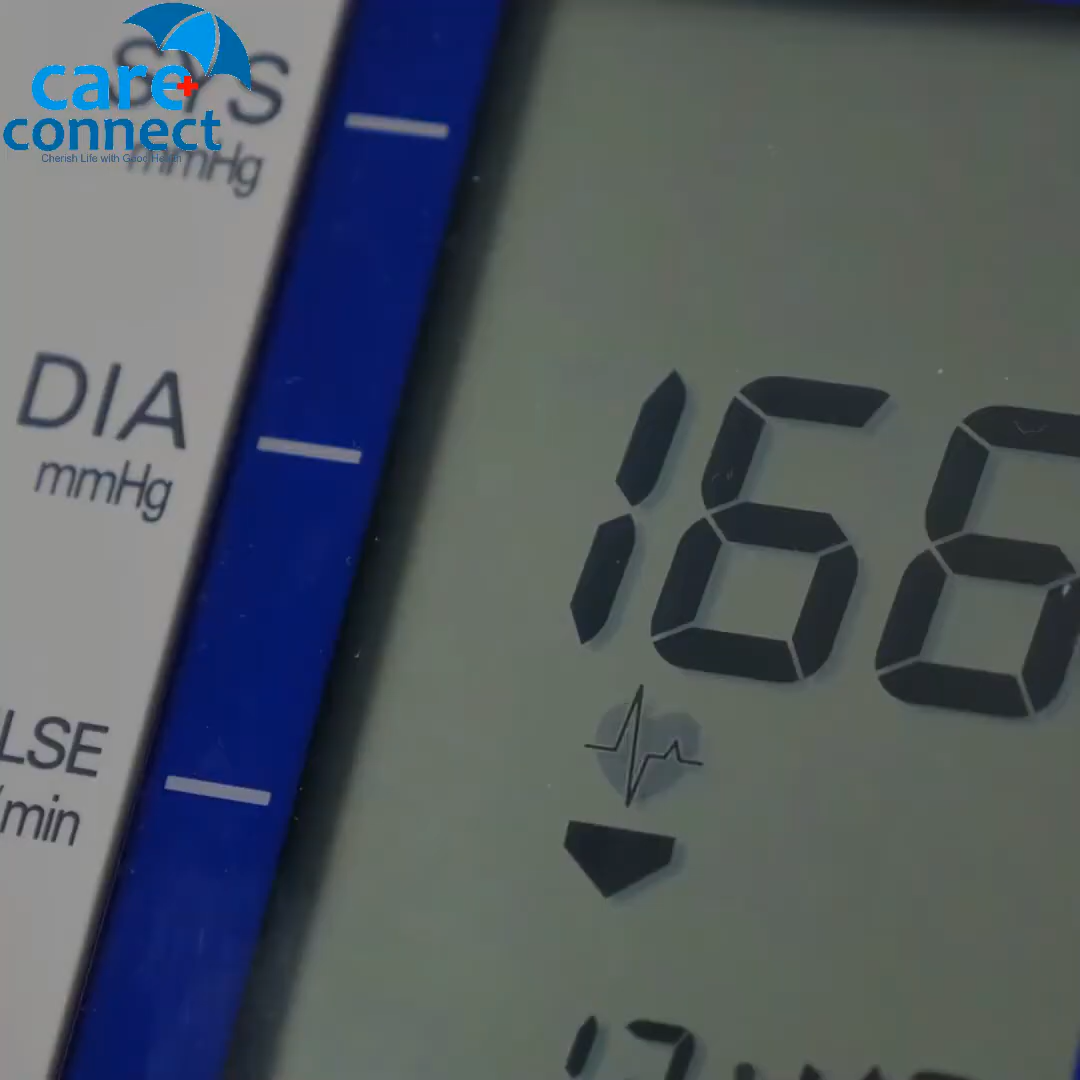 care
connect
Cherish Life with Good Health
SYS
mmHg
DIA
mmHg
166
LSE
/min